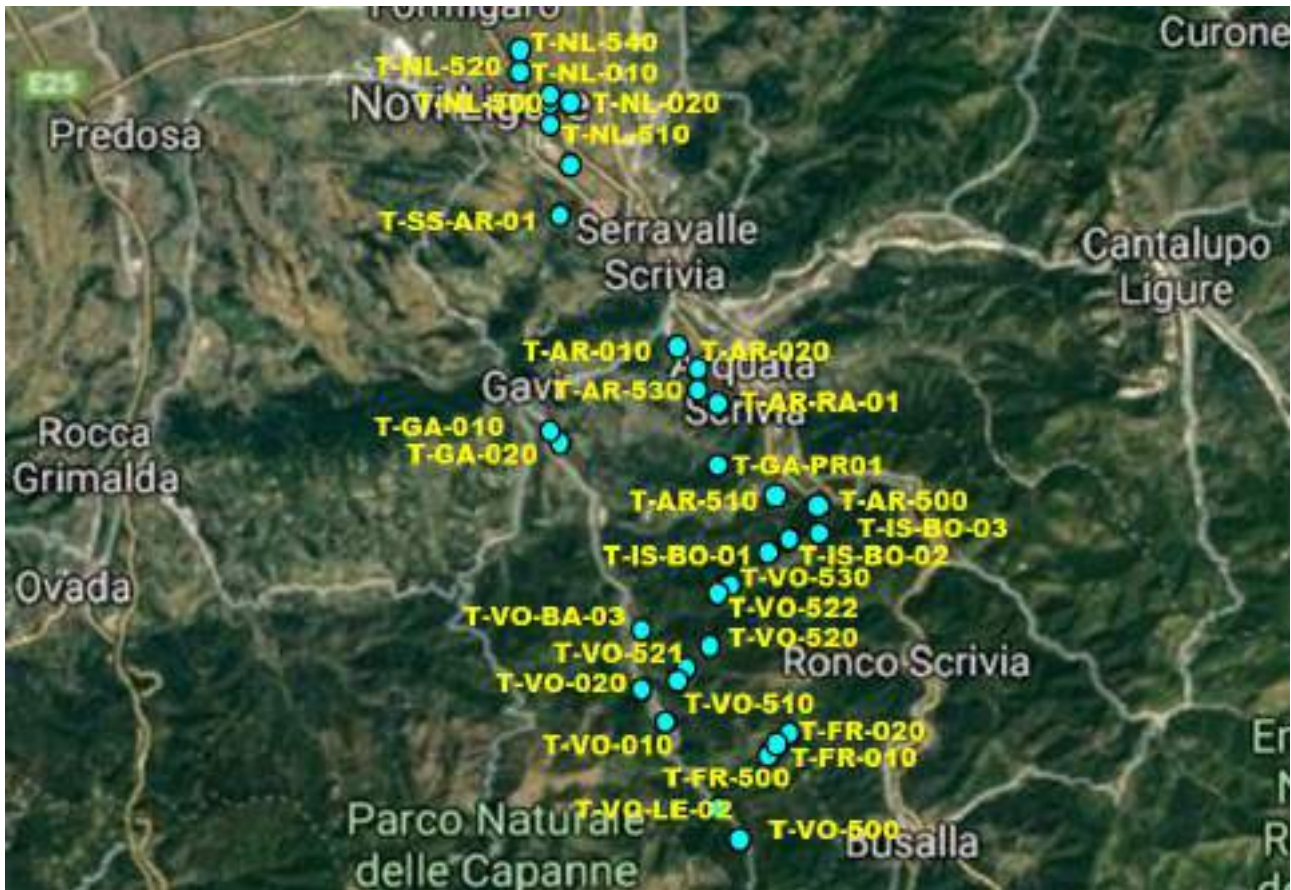 Formigaro
Curone
T-NL-540
T-NL-520
T-NL-010
E25
Novi Ligure
T-NL-500
T-NL-020
Predosa
T-NL-510
T-SS-AR-01
Serravalle
Scrivia
Cantalupo
Ligure
T-AR-010
T-AR-020
Arquata
Scrivia
Gavi
T-AR-530
T-AR-RA-01
Rocca
Grimalda
T-GA-010
T-GA-020
T-GA-PR01
T-AR-510
T-AR-500
T-IS-BO-03
T-IS-BO-01
T-IS-BO-02
Ovada
T-VO-530
T-VO-522
T-VO-BA-03
T-VO-520
T-VO-521
Ronco Scrivia
T-VO-020
T-VO-510
T-VO-010
T-FR-020
T-FR-010
T-FR-500
T-VO-LE-02
Parco Naturale
delle Capanne
T-VO-500
Busalla